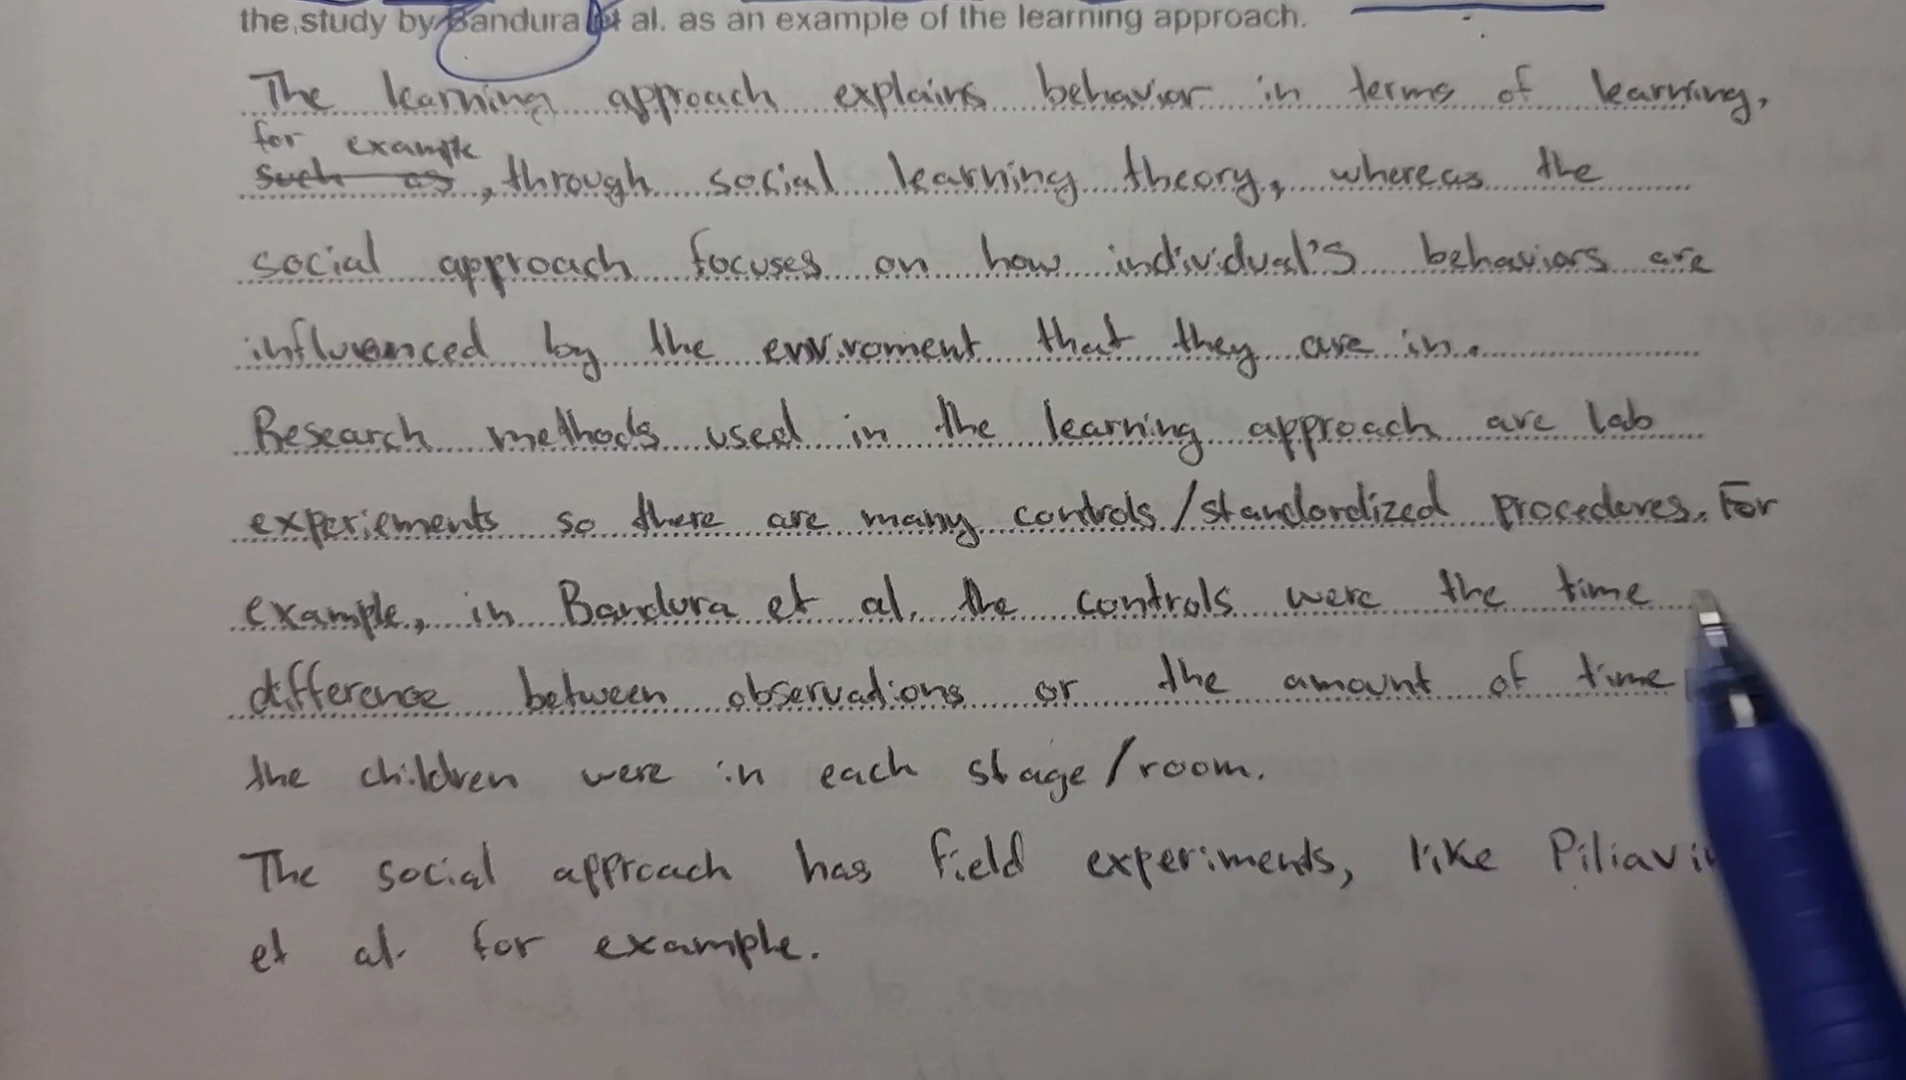 the study by Bandura et al. as an example of the learning approach.
The learning approach explains behavior in terms of learning,
for example
such as, through social learning theory, whereas the
social approach focuses on how individual's behaviors are
influenced by the enviroment that they are in.
Research methods used in the learning approach are lab
experiements so there are many controls/standardized procederes. For
example, in Bandura et al. the controls were the time
difference between observations or the amount of time
the children were in each stage/room.
The social approach has field experiments, like Piliavin
et al. for example.